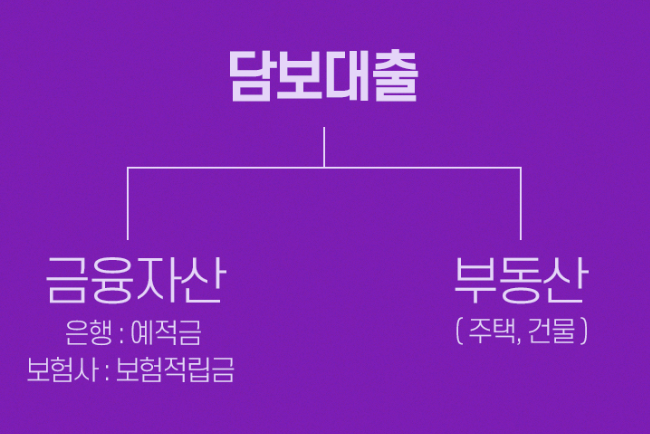 담보대출
금융자산
은행 : 예적금
보험사 : 보험적립금
부동산
( 주택, 건물 )